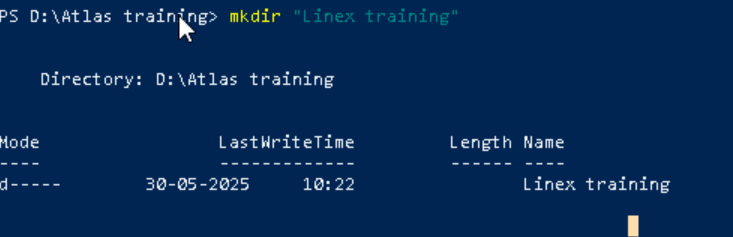 PS D:\Atlas training> mkdir "Linex training"
Directory: D:\Atlas training
Mode LastWriteTime Length Name
---- ------------- ------ ----
d----- 30-05-2025 10:22 Linex training